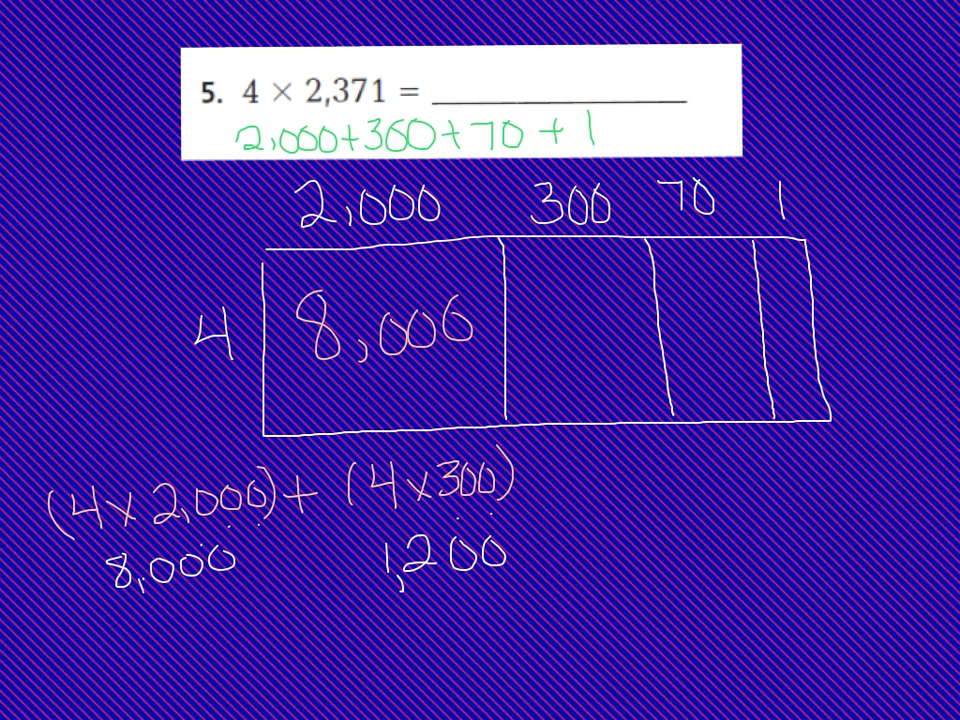 5. 4 × 2,371 = ____
2,000+300+70+1
2,000 300 70 1
4 8,000
(4x2,000)+(4x300)
8,000 1,200